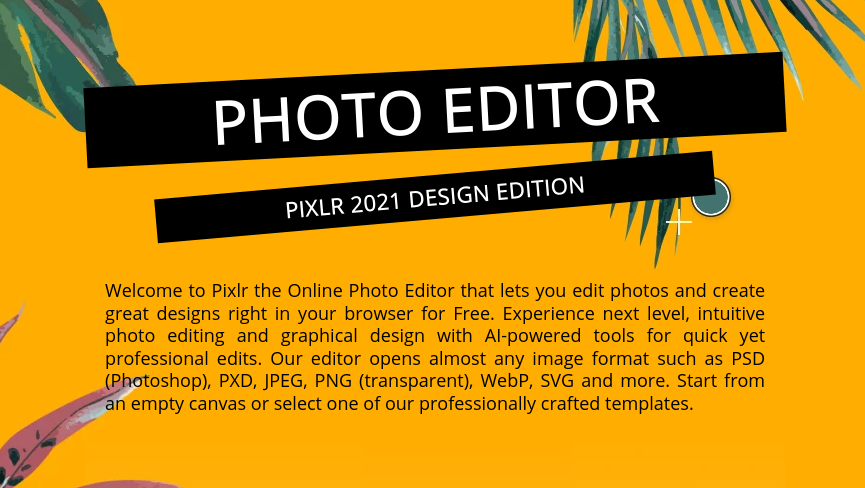 PHOTO EDITOR
PIXLR 2021 DESIGN EDITION
Welcome to Pixlr the Online Photo Editor that lets you edit photos and create
great designs right in your browser for Free. Experience next level, intuitive
photo editing and graphical design with AI-powered tools for quick yet
professional edits. Our editor opens almost any image format such as PSD
(Photoshop), PXD, JPEG, PNG (transparent), WebP, SVG and more. Start from
an empty canvas or select one of our professionally crafted templates.